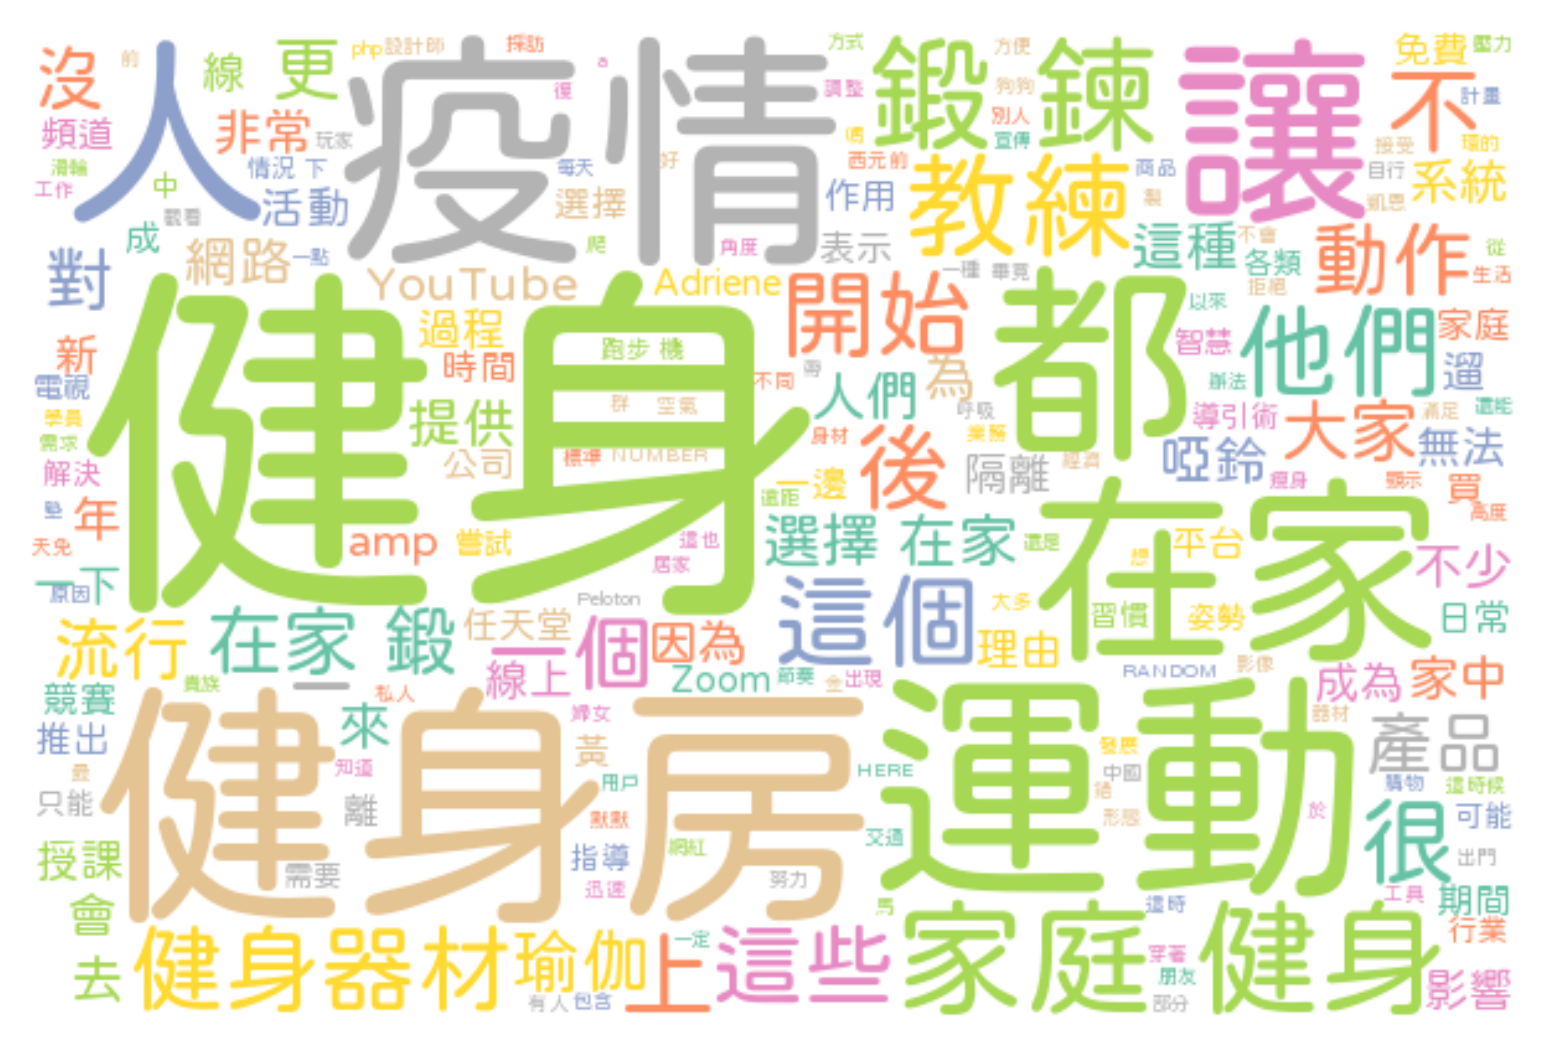 沒
前
人
線
更
php
設計師
疫情
採訪
復
a
方式
鍛鍊
方便
讓
免費
壓力
不
計畫
頻道
非常
玩家
調整
狗狗
別人
宣傳
接受
環的
滑輪
工作
中
觀看
情況 下
活動
每天
好
選擇
西元前
作用
教練
商品
自行
系統
凱恩
成
對
網路
一點
爬
角度
表示
這種
不會
各類
拒絕
動作
從
生活
YouTube
Adriene
一種
畢竟
健身
過程
開始
都
以來
智慧
他們
家庭
新
電視
時間
跑步 機
不同
人們
為
辦法
遛
學員
需求
解決
提供
公司
群
空氣
標準
NUMBER
身材
呼吸
業務
後
隔離
經濟
導引術
大家
滿足
還能
啞鈴
無法
瘦身
顯示
買
高度
年
天免
amp
嘗試
一邊
遠距
這也
居家
選擇 在家
還是
在家
想
平台
不少
一下
原因
Peloton
這個
大多
習慣
姿勢
日常
流行
在家 鍛
任天堂
一個
因為
理由
線上
Zoom
節奏
金
出現
RANDOM
影像
成為
家中
競賽
貴族
一
私人
推出
來
婦女
健身房
運動
器材
產品
最
知道
黃
用戶
HERE
發展
中國
購物
這時候
只能
離
默默
形態
於
很
可能
授課
需要
指導
網紅
交通
出門
迅速
努力
會
馬
這時
工具
期間
去
健身器材
瑜伽
上
一定
這些
家庭 健身
穿著
朋友
行業
影響
有人
包含
部分